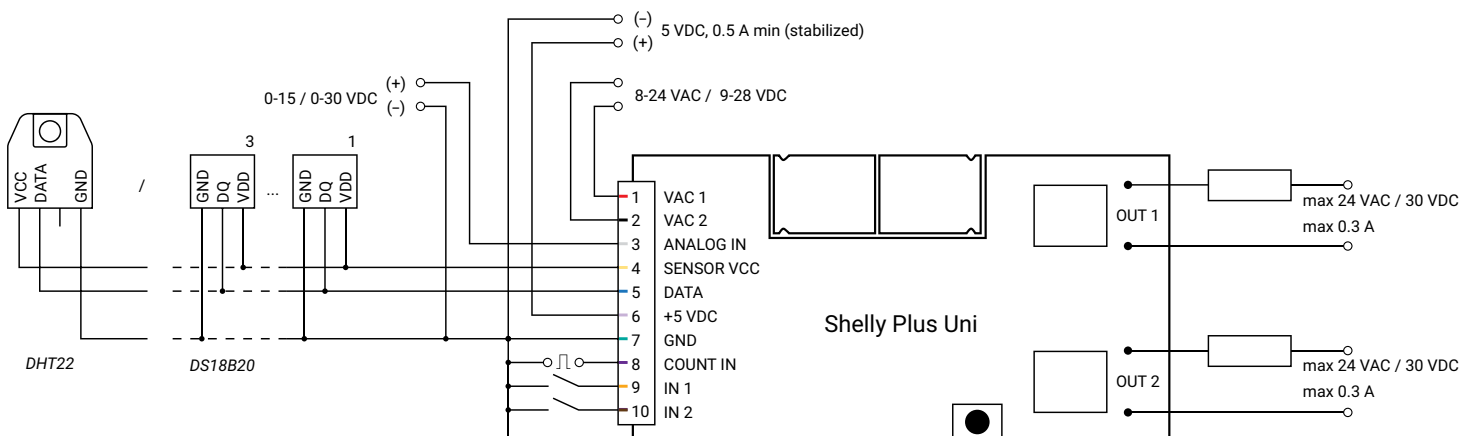 (−)
5 VDC, 0.5 A min (stabilized)
(+)
(+)
0-15 / 0-30 VDC
(−)
8-24 VAC / 9-28 VDC
VCC
DATA
GND
/
3
GND
DQ
VDD
...
1
GND
DQ
VDD
DHT22
DS18B20
1 VAC 1
2 VAC 2
3 ANALOG IN
4 SENSOR VCC
5 DATA
6 +5 VDC
7 GND
8 COUNT IN
9 IN 1
10 IN 2
Shelly Plus Uni
OUT 1
max 24 VAC / 30 VDC
max 0.3 A
OUT 2
max 24 VAC / 30 VDC
max 0.3 A